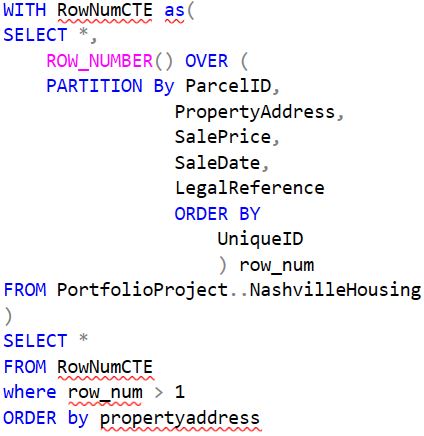 WITH RowNumCTE as(
SELECT *,
ROW_NUMBER() OVER (
PARTITION By ParcelID,
PropertyAddress,
SalePrice,
SaleDate,
LegalReference
ORDER BY
UniqueID
) row_num
FROM PortfolioProject..NashvilleHousing
)
SELECT *
FROM RowNumCTE
where row_num > 1
ORDER by propertyaddress